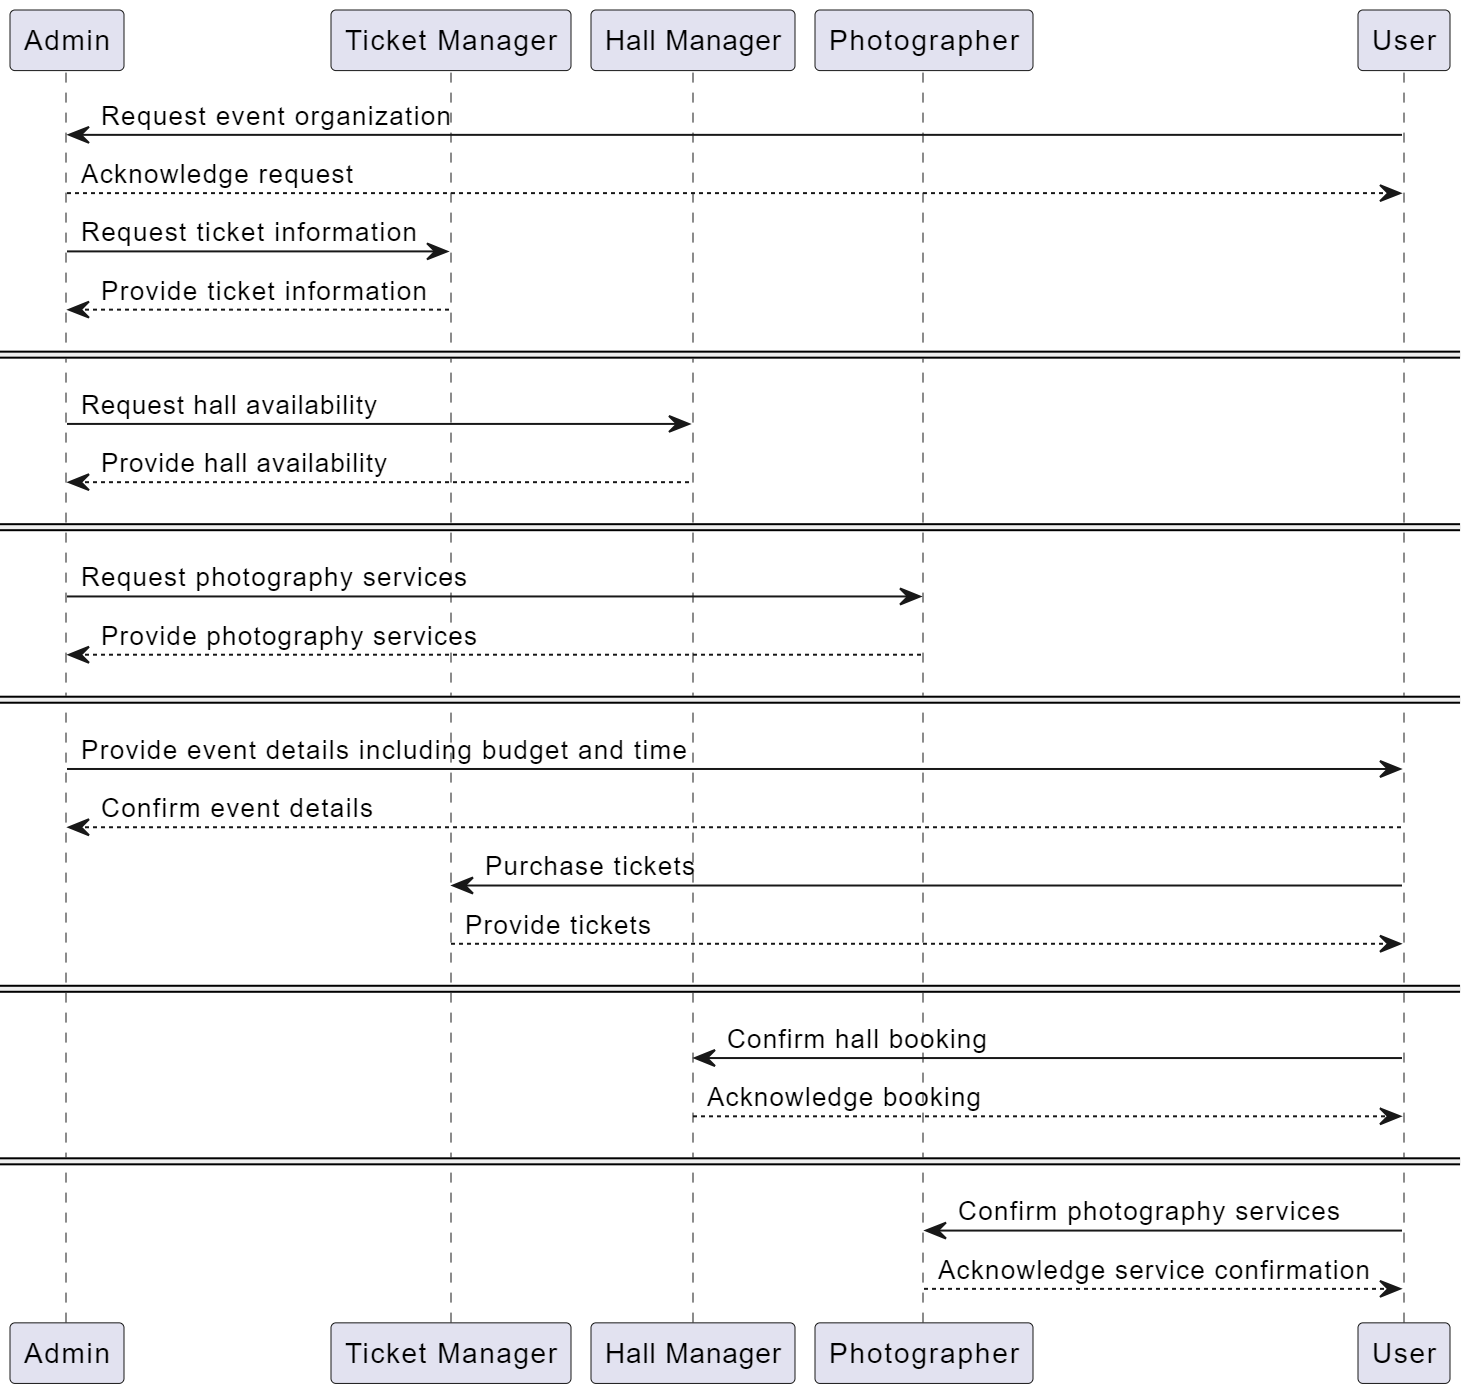 Admin
Ticket Manager
Hall Manager
Photographer
User
Request event organization
Acknowledge request
Request ticket information
Provide ticket information
Request hall availability
Provide hall availability
Request photography services
Provide photography services
Provide event details including budget and time
Confirm event details
Purchase tickets
Provide tickets
Confirm hall booking
Acknowledge booking
Confirm photography services
Acknowledge service confirmation
Admin
Ticket Manager
Hall Manager
Photographer
User